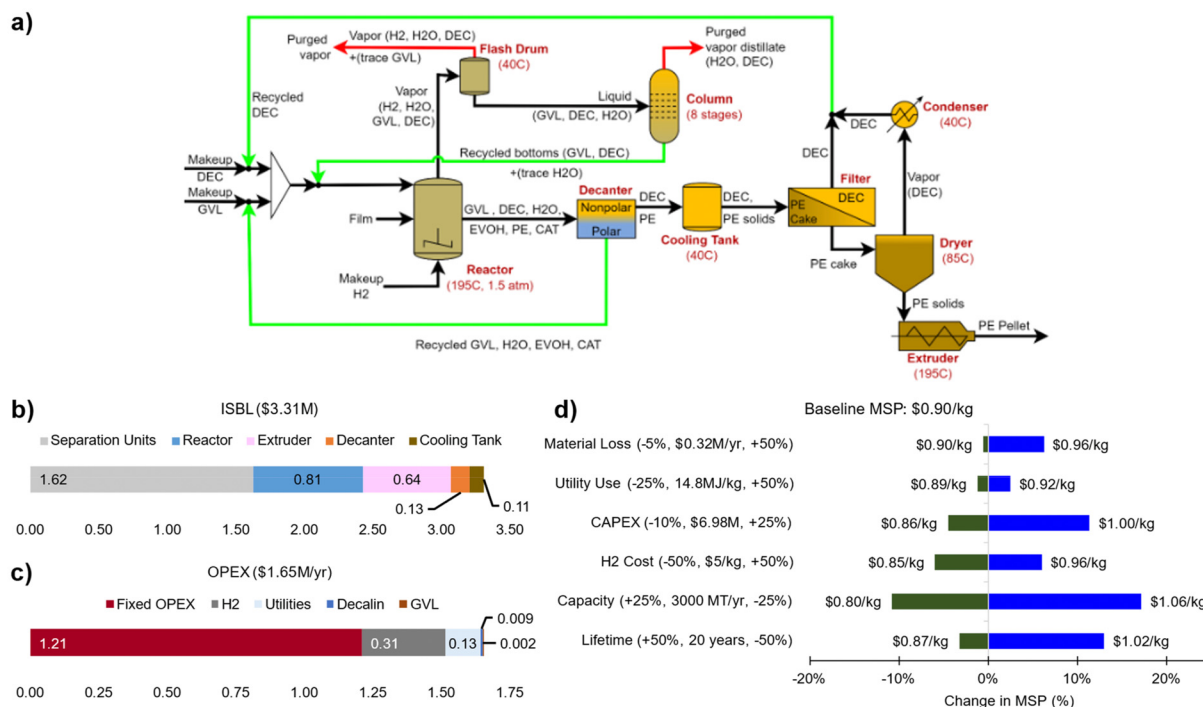 a)
Purged
vapor
Vapor (H2, H2O, DEC)
+(trace GVL)
Flash Drum
(40C)
Purged
vapor distillate
(H2O, DEC)
Recycled
DEC
Vapor
(H2, H2O,
GVL, DEC)
Liquid
(GVL, DEC, H2O)
Column
(8 stages)
Condenser
(40C)
DEC
DEC
Vapor
(DEC)
Makeup
DEC
Makeup
GVL
Recycled bottoms (GVL, DEC)
+(trace H2O)
Film
Makeup
H2
Reactor
(195C, 1.5 atm)
GVL , DEC, H2O,
EVOH, PE, CAT
Decanter
Nonpolar
Polar
DEC
PE
DEC,
PE solids
Cooling Tank
(40C)
Filter
DEC
PE
Cake
PE cake
Dryer
(85C)
PE solids
PE Pellet
Extruder
(195C)
Recycled GVL, H2O, EVOH, CAT
b)
ISBL ($3.31M)
Separation Units Reactor Extruder Decanter Cooling Tank
1.62 0.81 0.64
0.13 0.11
0.00 0.50 1.00 1.50 2.00 2.50 3.00 3.50
c)
OPEX ($1.65M/yr)
Fixed OPEX H2 Utilities Decalin GVL
0.009
1.21 0.31 0.13 0.002
0.00 0.25 0.50 0.75 1.00 1.25 1.50 1.75
d)
Baseline MSP: $0.90/kg
Material Loss (-5%, $0.32M/yr, +50%) $0.90/kg $0.96/kg
Utility Use (-25%, 14.8MJ/kg, +50%) $0.89/kg $0.92/kg
CAPEX (-10%, $6.98M, +25%) $0.86/kg $1.00/kg
H2 Cost (-50%, $5/kg, +50%) $0.85/kg $0.96/kg
Capacity (+25%, 3000 MT/yr, -25%) $0.80/kg $1.06/kg
Lifetime (+50%, 20 years, -50%) $0.87/kg $1.02/kg
-20% -10% 0% 10% 20%
Change in MSP (%)